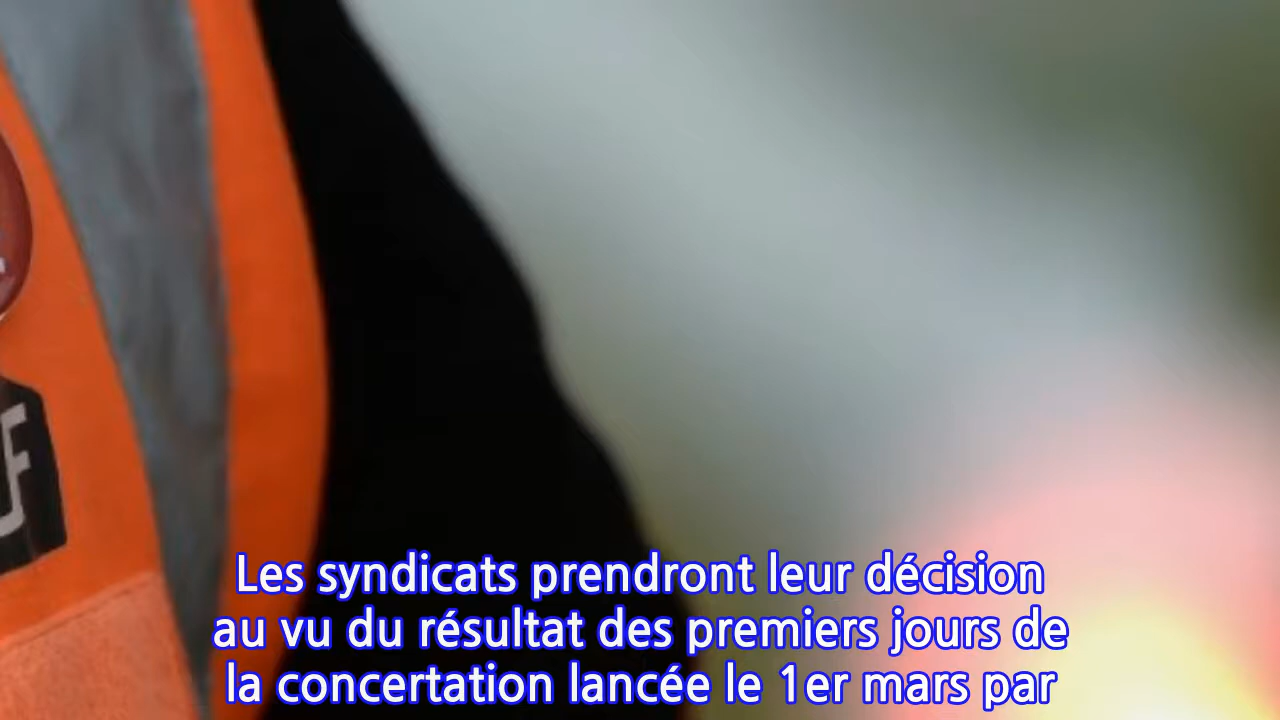 Les syndicats prendront leur décision
au vu du résultat des premiers jours de
la concertation lancée le 1er mars par